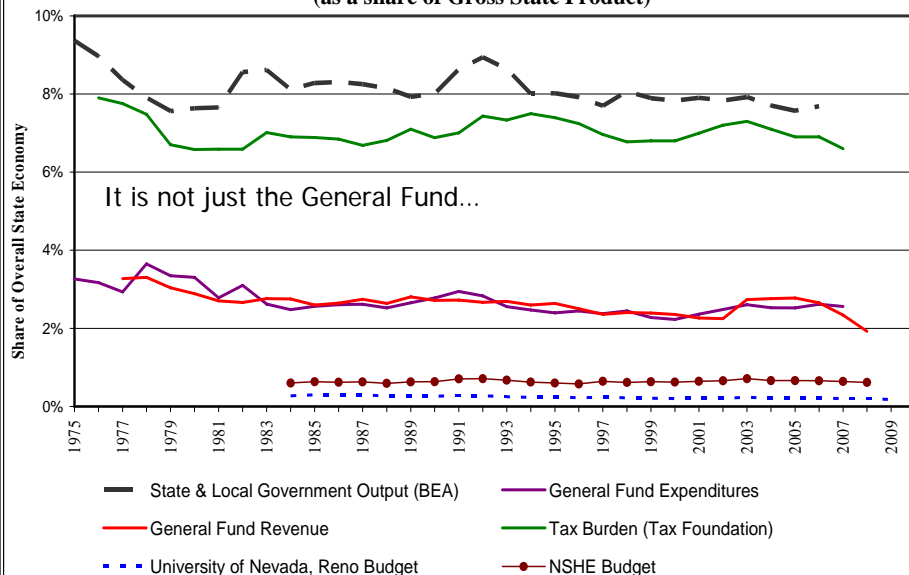 (as a share of Gross State Product)
10%
8%
6%
4%
2%
0%
Share of Overall State Economy
It is not just the General Fund...
1975 1977 1979 1981 1983 1985 1987 1989 1991 1993 1995 1997 1999 2001 2003 2005 2007 2009
State & Local Government Output (BEA) General Fund Expenditures
General Fund Revenue Tax Burden (Tax Foundation)
University of Nevada, Reno Budget NSHE Budget